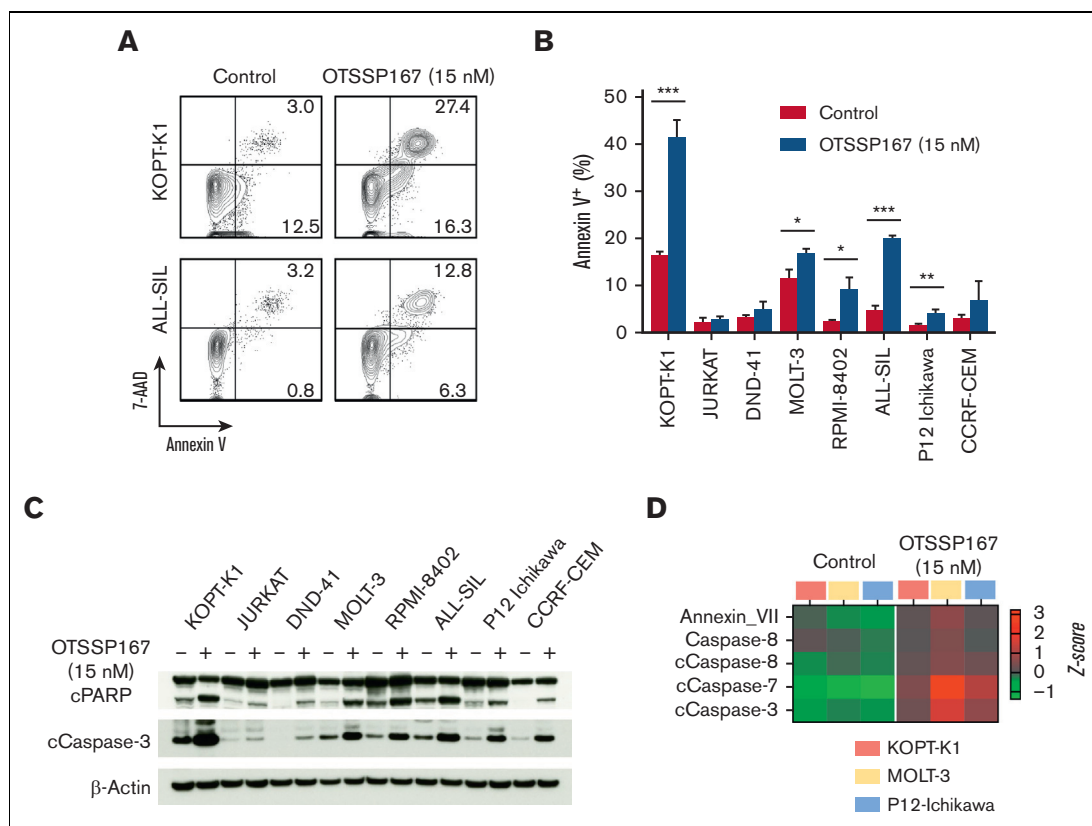 A
Control
OTSSP167 (15 nM)
KOPT-K1
3.0
12.5
27.4
16.3
ALL-SIL
3.2
0.8
12.8
6.3
7-AAD
Annexin V
B
Annexin V+ (%)
50
40
30
20
10
0
Control
OTSSP167 (15 nM)
***
*
*
***
**
KOPT-K1
JURKAT
DND-41
MOLT-3
RPMI-8402
ALL-SIL
P12 Ichikawa
CCRF-CEM
C
KOPT-K1
JURKAT
DND-41
MOLT-3
RPMI-8402
ALL-SIL
P12 Ichikawa
CCRF-CEM
OTSSP167 − + − + − + − + − + − + − + − +
(15 nM)
cPARP
cCaspase-3
β-Actin
D
Control
OTSSP167
(15 nM)
Annexin_VII
Caspase-8
cCaspase-8
cCaspase-7
cCaspase-3
3
2
1
0
−1
Z-score
KOPT-K1
MOLT-3
P12-Ichikawa